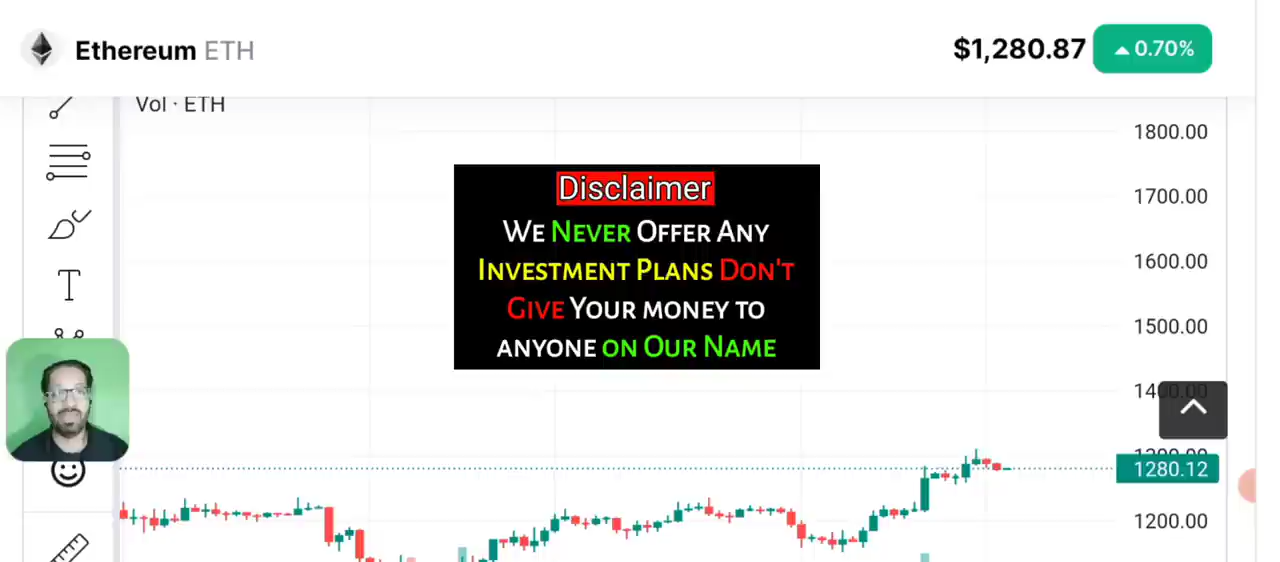 Ethereum ETH
$1,280.87
0.70%
Vol · ETH
1800.00
1700.00
Disclaimer
We Never Offer Any
Investment Plans Don't
Give Your money to
anyone on Our Name
1600.00
1500.00
1280.12
1200.00